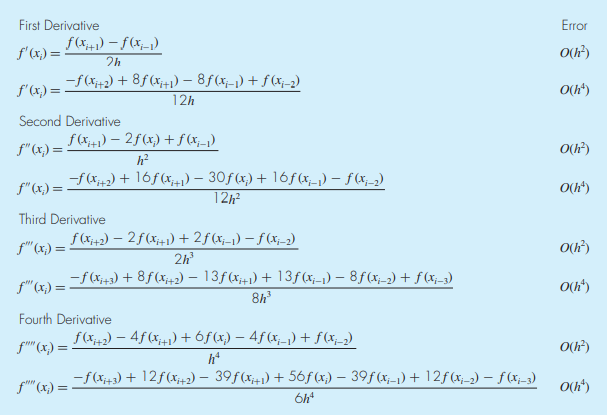 First Derivative Error
f′(xᵢ) = (f(xᵢ₊₁) − f(xᵢ₋₁)) / 2h O(h²)
f′(xᵢ) = (−f(xᵢ₊₂) + 8f(xᵢ₊₁) − 8f(xᵢ₋₁) + f(xᵢ₋₂)) / 12h O(h⁴)
Second Derivative
f″(xᵢ) = (f(xᵢ₊₁) − 2f(xᵢ) + f(xᵢ₋₁)) / h² O(h²)
f″(xᵢ) = (−f(xᵢ₊₂) + 16f(xᵢ₊₁) − 30f(xᵢ) + 16f(xᵢ₋₁) − f(xᵢ₋₂)) / 12h² O(h⁴)
Third Derivative
f‴(xᵢ) = (f(xᵢ₊₂) − 2f(xᵢ₊₁) + 2f(xᵢ₋₁) − f(xᵢ₋₂)) / 2h³ O(h²)
f‴(xᵢ) = (−f(xᵢ₊₃) + 8f(xᵢ₊₂) − 13f(xᵢ₊₁) + 13f(xᵢ₋₁) − 8f(xᵢ₋₂) + f(xᵢ₋₃)) / 8h³ O(h⁴)
Fourth Derivative
f⁗(xᵢ) = (f(xᵢ₊₂) − 4f(xᵢ₊₁) + 6f(xᵢ) − 4f(xᵢ₋₁) + f(xᵢ₋₂)) / h⁴ O(h²)
f⁗(xᵢ) = (−f(xᵢ₊₃) + 12f(xᵢ₊₂) − 39f(xᵢ₊₁) + 56f(xᵢ) − 39f(xᵢ₋₁) + 12f(xᵢ₋₂) − f(xᵢ₋₃)) / 6h⁴ O(h⁴)